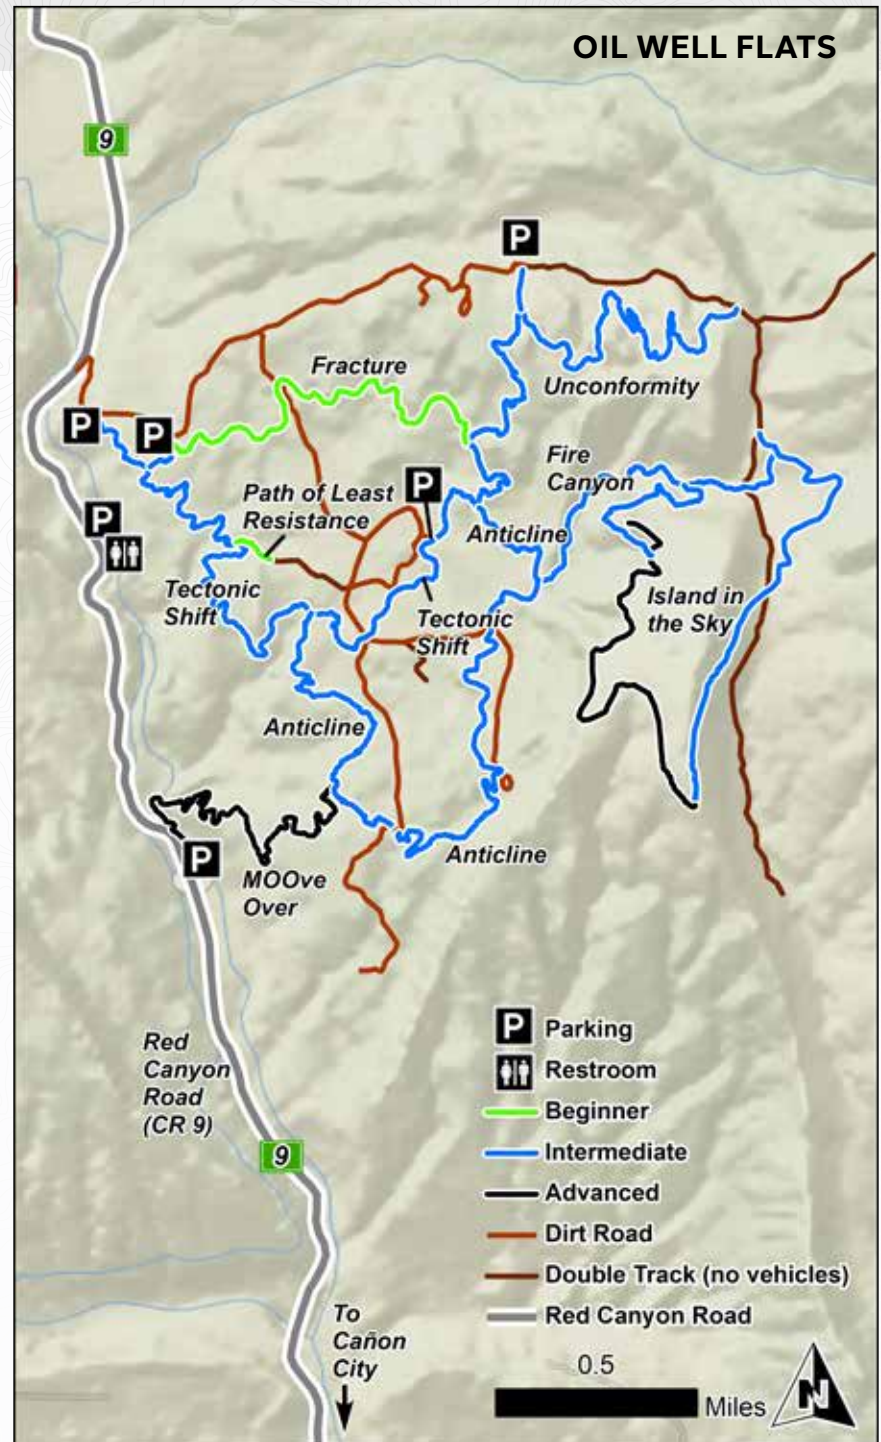 OIL WELL FLATS
9
P
Fracture
Unconformity
P
P
Fire
Canyon
Path of Least
Resistance
P
P
Anticline
Tectonic
Shift
Island in
the Sky
Tectonic
Shift
Anticline
P
Anticline
MOOve
Over
Red
Canyon
Road
(CR 9)
P Parking
Restroom
Beginner
9
Intermediate
Advanced
Dirt Road
Double Track (no vehicles)
Red Canyon Road
To
Cañon
City
0.5
Miles
N